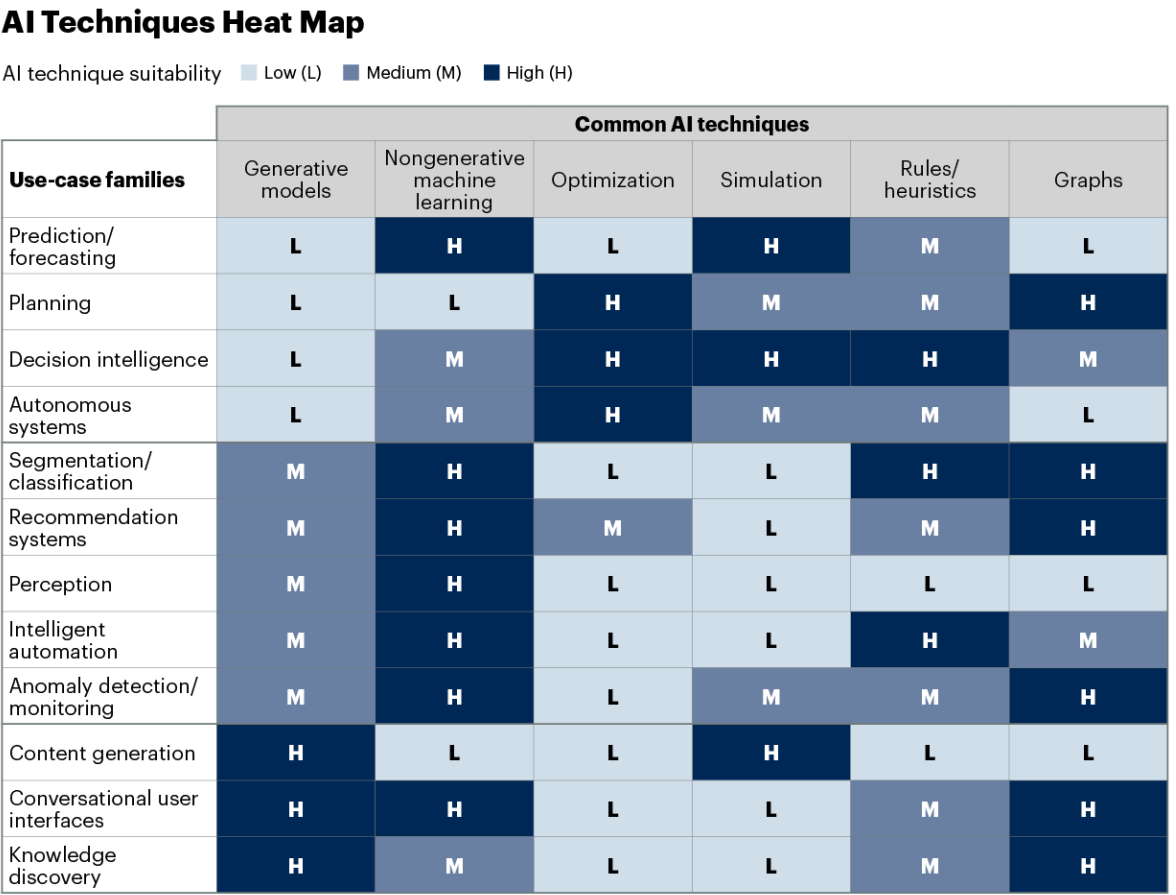 AI Techniques Heat Map
AI technique suitability Low (L) Medium (M) High (H)
Common AI techniques
Use-case families
Generative
models
Nongenerative
machine
learning
Optimization
Simulation
Rules/
heuristics
Graphs
Prediction/
forecasting
L H L H M L
Planning
L L H M M H
Decision intelligence
L M H H H M
Autonomous
systems
L M H M M L
Segmentation/
classification
M H L L H H
Recommendation
systems
M H M L M H
Perception
M H L L L L
Intelligent
automation
M H L L H M
Anomaly detection/
monitoring
M H L M M H
Content generation
H L L H L L
Conversational user
interfaces
H H L L M H
Knowledge
discovery
H M L L M H